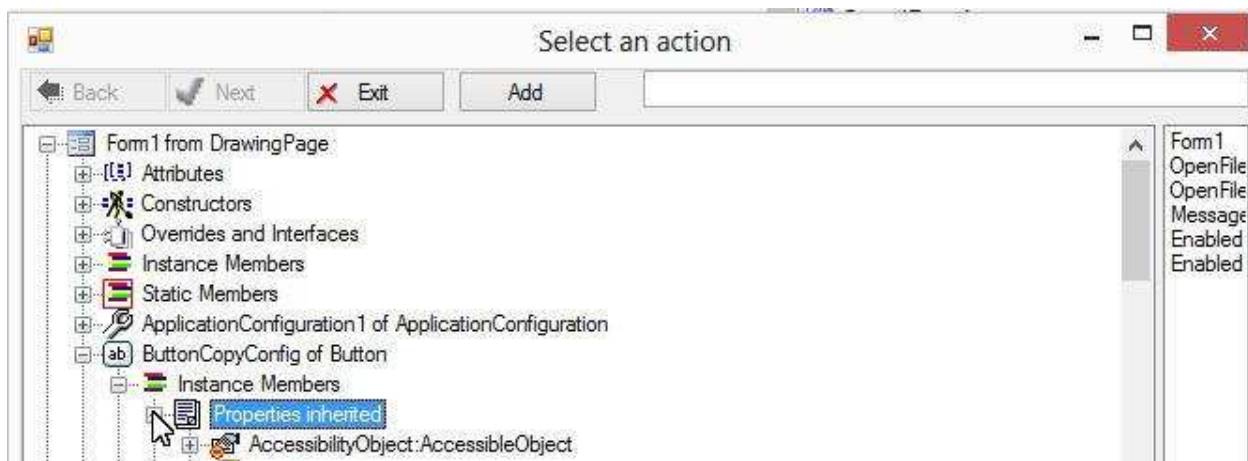 Select an action
Back Next Exit Add
Form1 from DrawingPage
Attributes
Constructors
Overrides and Interfaces
Instance Members
Static Members
ApplicationConfiguration1 of ApplicationConfiguration
ab ButtonCopyConfig of Button
Instance Members
Properties inherited
AccessibilityObject:AccessibleObject
Form1
OpenFile
OpenFile
Message
Enabled
Enabled